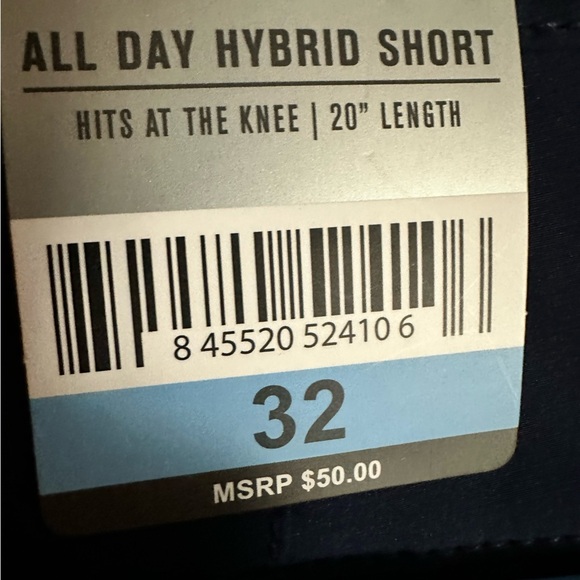 ALL DAY HYBRID SHORT
HITS AT THE KNEE | 20” LENGTH
8 45520 52410 6
32
MSRP $50.00